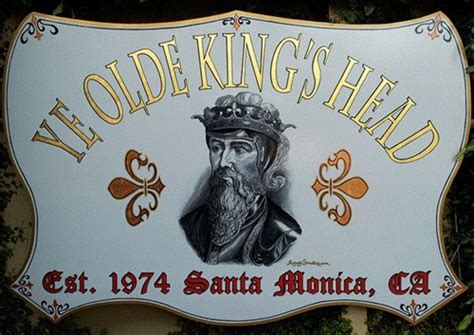 YE OLDE KING'S HEAD
Est. 1974 Santa Monica, CA